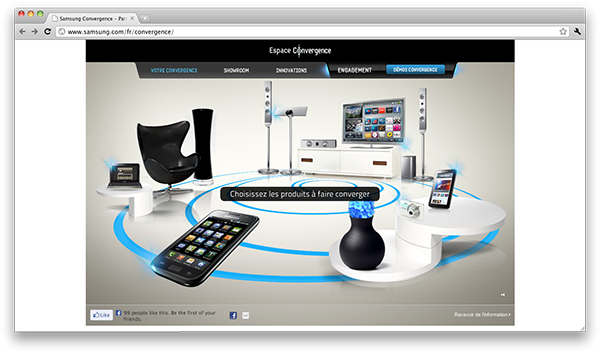 Samsung Convergence – Par
www.samsung.com/fr/convergence/
Espace Convergence
VOTRE CONVERGENCE
SHOWROOM
INNOVATIONS
ENGAGEMENT
DÉMOS CONVERGENCE
Choisissez les produits à faire converger
Like
99 people like this. Be the first of your
friends.
Recevoir de l'information